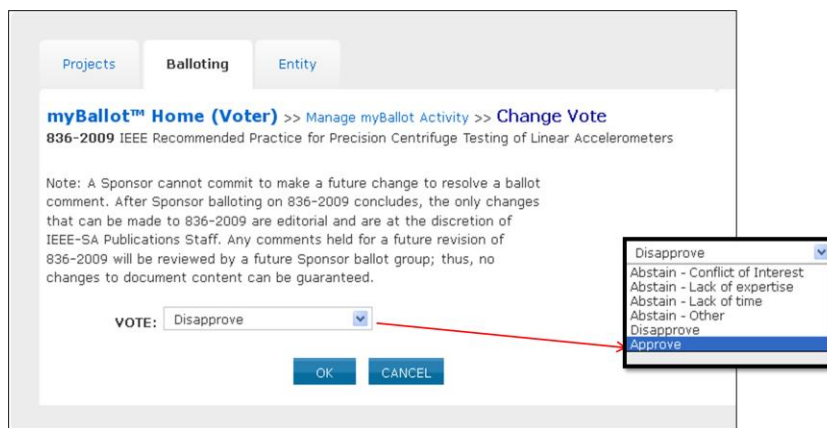 Projects
Balloting
Entity
myBallot™ Home (Voter) >> Manage myBallot Activity >> Change Vote
836-2009 IEEE Recommended Practice for Precision Centrifuge Testing of Linear Accelerometers
Note: A Sponsor cannot commit to make a future change to resolve a ballot
comment. After Sponsor balloting on 836-2009 concludes, the only changes
that can be made to 836-2009 are editorial and are at the discretion of
IEEE-SA Publications Staff. Any comments held for a future revision of
836-2009 will be reviewed by a future Sponsor ballot group; thus, no
changes to document content can be guaranteed.
VOTE: Disapprove
OK
CANCEL
Disapprove
Abstain - Conflict of Interest
Abstain - Lack of expertise
Abstain - Lack of time
Abstain - Other
Disapprove
Approve